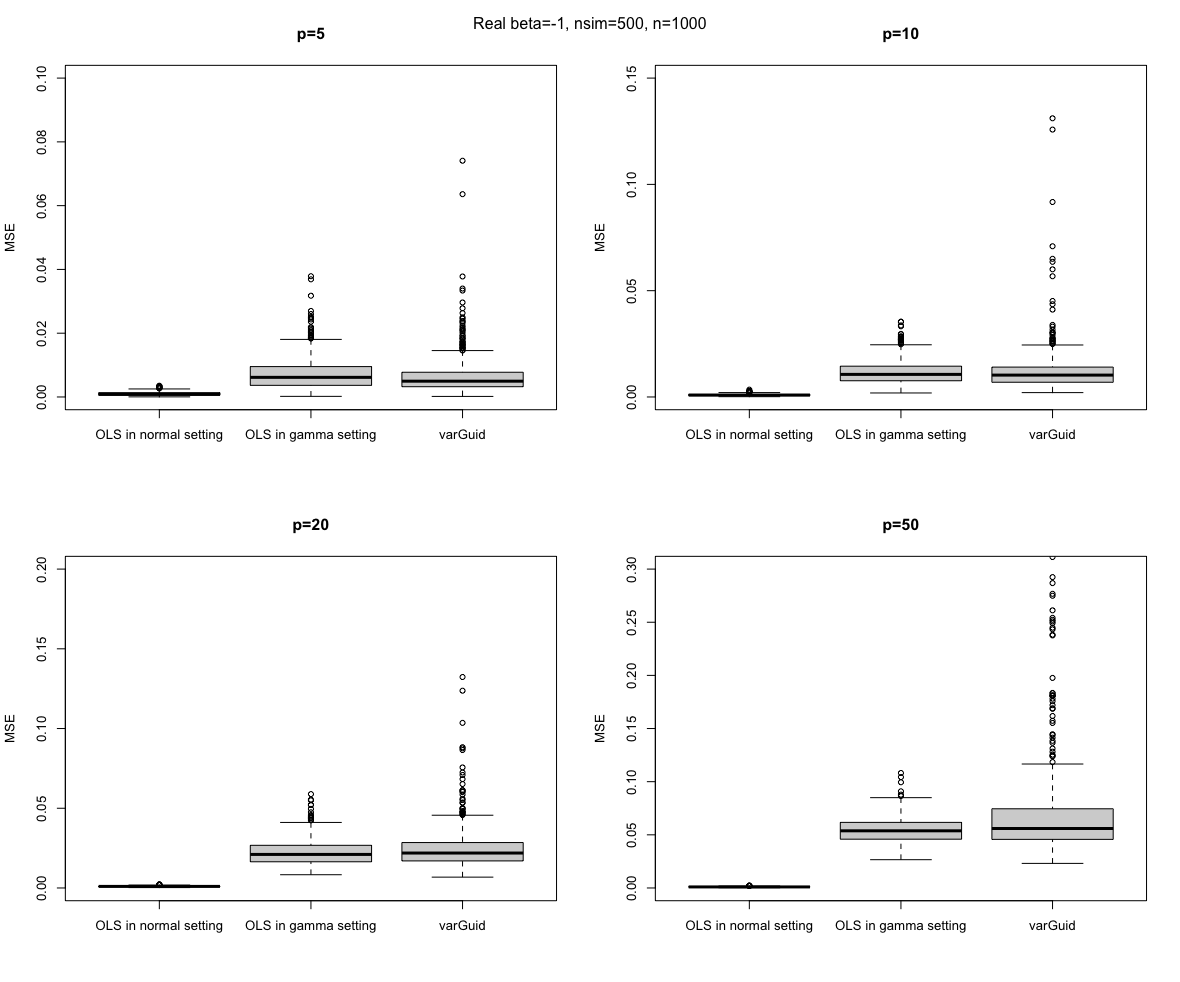 Real beta=-1, nsim=500, n=1000
p=5
MSE
0.10
0.08
0.06
0.04
0.02
0.00
OLS in normal setting
OLS in gamma setting
varGuid
p=10
MSE
0.15
0.10
0.05
0.00
OLS in normal setting
OLS in gamma setting
varGuid
p=20
MSE
0.20
0.15
0.10
0.05
0.00
OLS in normal setting
OLS in gamma setting
varGuid
p=50
MSE
0.30
0.25
0.20
0.15
0.10
0.05
0.00
OLS in normal setting
OLS in gamma setting
varGuid